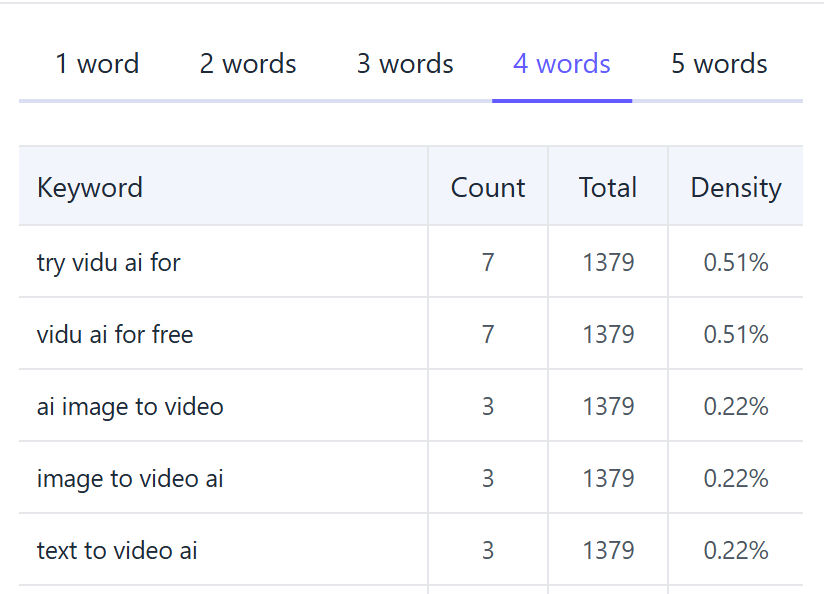 1 word 2 words 3 words 4 words 5 words
Keyword Count Total Density
try vidu ai for 7 1379 0.51%
vidu ai for free 7 1379 0.51%
ai image to video 3 1379 0.22%
image to video ai 3 1379 0.22%
text to video ai 3 1379 0.22%